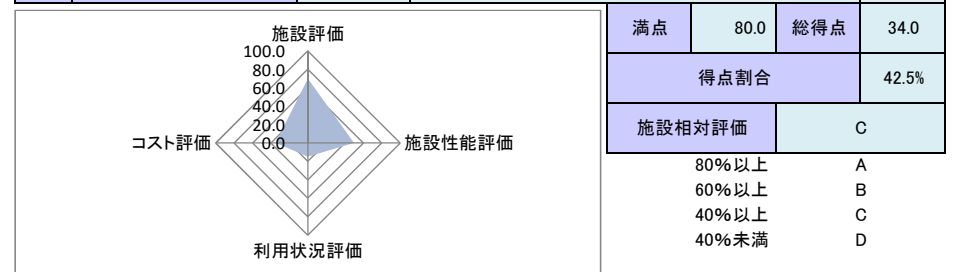 施設評価
100.0
80.0
60.0
40.0
20.0
0.0
コスト評価
施設性能評価
利用状況評価
満点 80.0 総得点 34.0
得点割合 42.5%
施設相対評価 C
80%以上 A
60%以上 B
40%以上 C
40%未満 D